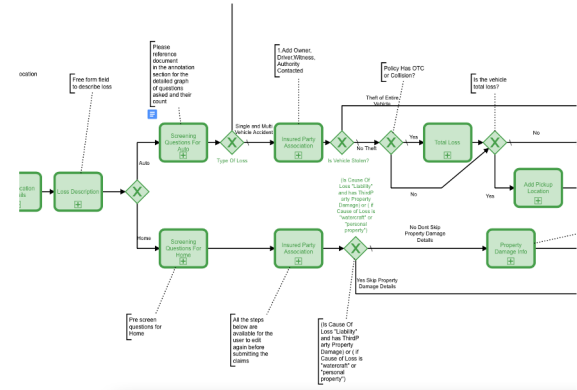 ocation
Free form field
to describe loss
Please
reference
document
in the annotation
section for the
detailed graph
of questions
asked and their
count
1.Add Owner,
Driver,Witness,
Authority
Contacted
Policy Has OTC
or Collision?
Is the vehicle
total loss?
Theft of Entire
Vehicle
Single and Multi
Vehicle Accident
Screening
Questions For
Auto
Type Of Loss
Insured Party
Association
No Theft
Is Vehicle Stolen?
Yes
Total Loss
No
Auto
No
Yes
Add Pickup
Location
Loss Description
(Is Cause Of
Loss "Liability"
and has ThirdP
arty Property
Damage) or ( if
Cause of Loss is
"watercraft" or
"personal
property")
Home
Screening
Questions For
Home
Insured Party
Association
No Dont Skip
Property Damage
Details
Property
Damage Info
Yes Skip Property
Damage Details
Pre screen
questions for
Home
All the steps
below are
available for the
user to edit
again before
submitting the
claims
(Is Cause Of
Loss "Liability"
and has ThirdP
arty Property
Damage) or ( if
Cause of Loss is
"watercraft" or
"personal
property")